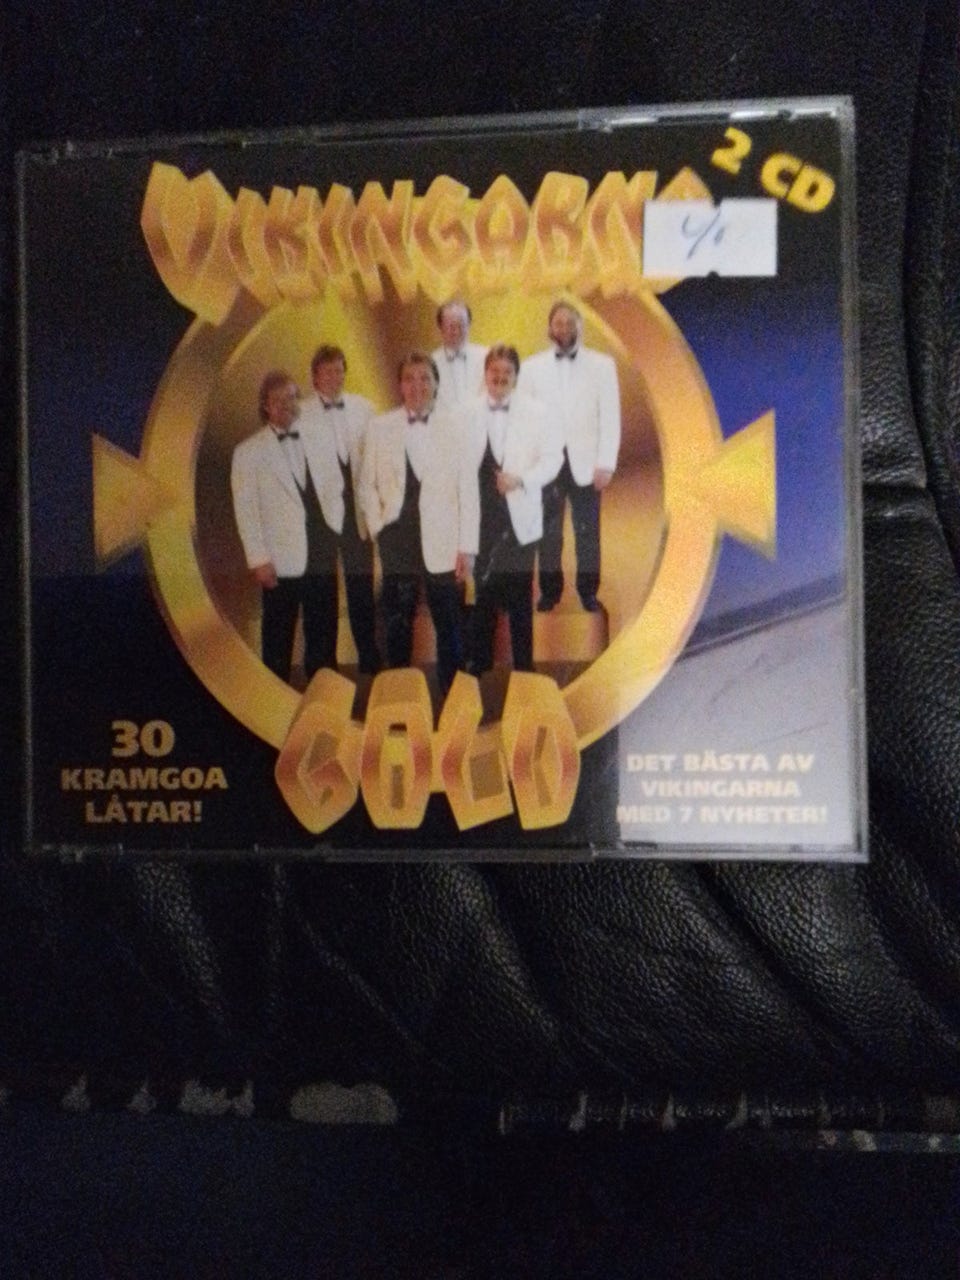 2 CD
VIKINGARNA
GOLD
30
KRAMGOA
LÅTAR!
DET BÄSTA AV
VIKINGARNA
MED 7 NYHETER!